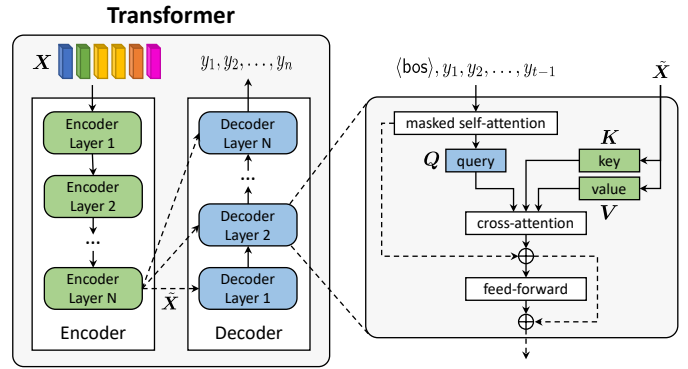 Transformer
X
y₁, y₂, . . . , yₙ
Encoder
Layer 1
Encoder
Layer 2
...
Encoder
Layer N
Encoder
X̃
Decoder
Layer N
...
Decoder
Layer 2
Decoder
Layer 1
Decoder
⟨bos⟩, y₁, y₂, . . . , yₜ₋₁
X̃
masked self-attention
Q
query
K
key
value
V
cross-attention
feed-forward